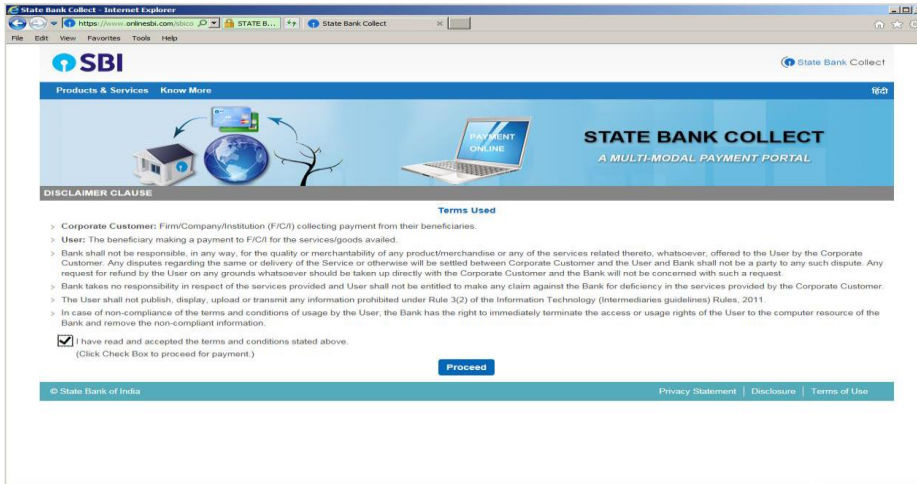 State Bank Collect - Internet Explorer
https://www.onlinesbi.com/sbico
STATE B...
State Bank Collect
File Edit View Favorites Tools Help
SBI
State Bank Collect
Products & Services Know More
हिंदी
PAYMENT
ONLINE
STATE BANK COLLECT
A MULTI-MODAL PAYMENT PORTAL
DISCLAIMER CLAUSE
Terms Used
> Corporate Customer: Firm/Company/Institution (F/C/I) collecting payment from their beneficiaries.
> User: The beneficiary making a payment to F/C/I for the services/goods availed.
> Bank shall not be responsible, in any way, for the quality or merchantability of any product/merchandise or any of the services related thereto, whatsoever, offered to the User by the Corporate
Customer. Any disputes regarding the same or delivery of the Service or otherwise will be settled between Corporate Customer and the User and Bank shall not be a party to any such dispute. Any
request for refund by the User on any grounds whatsoever should be taken up directly with the Corporate Customer and the Bank will not be concerned with such a request.
> Bank takes no responsibility in respect of the services provided and User shall not be entitled to make any claim against the Bank for deficiency in the services provided by the Corporate Customer.
> The User shall not publish, display, upload or transmit any information prohibited under Rule 3(2) of the Information Technology (Intermediaries guidelines) Rules, 2011.
> In case of non-compliance of the terms and conditions of usage by the User, the Bank has the right to immediately terminate the access or usage rights of the User to the computer resource of the
Bank and remove the non-compliant information.
I have read and accepted the terms and conditions stated above.
(Click Check Box to proceed for payment.)
Proceed
© State Bank of India
Privacy Statement | Disclosure | Terms of Use